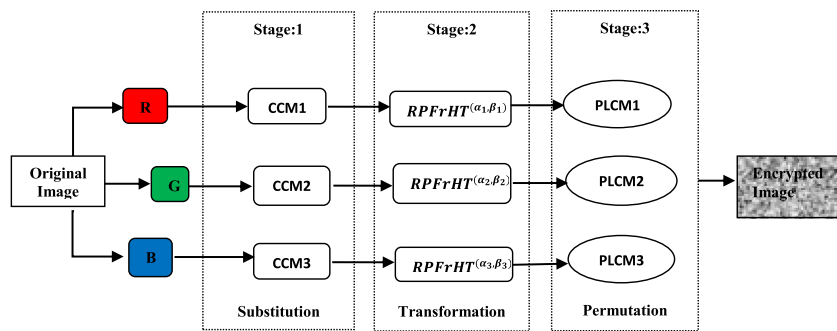 Stage:1
Stage:2
Stage:3
R
CCM1
RPFrHT^(α₁,β₁)
PLCM1
Original
Image
G
CCM2
RPFrHT^(α₂,β₂)
PLCM2
Encrypted
Image
B
CCM3
RPFrHT^(α₃,β₃)
PLCM3
Substitution
Transformation
Permutation